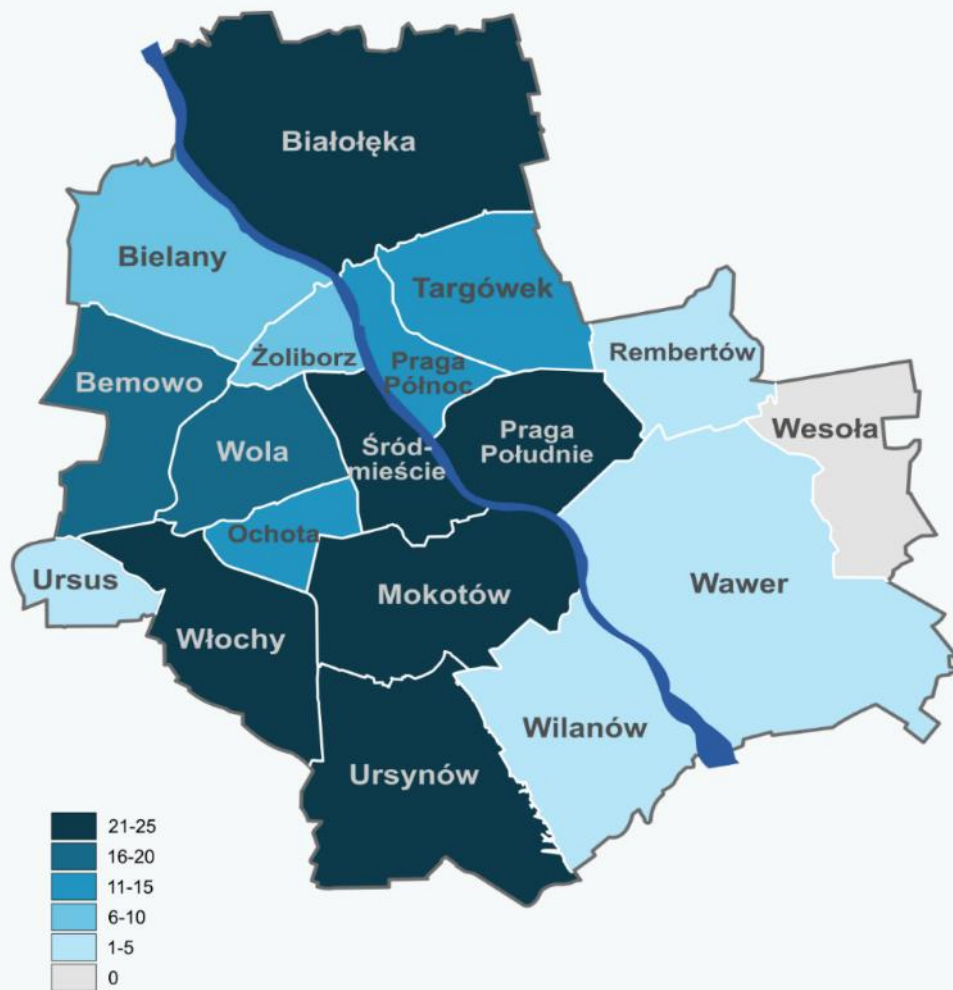 Białołęka
Bielany
Targówek
Żoliborz
Praga
Północ
Rembertów
Bemowo
Wola
Śród-
mieście
Praga
Południe
Wesoła
Ochota
Ursus
Włochy
Mokotów
Wawer
Wilanów
Ursynów
21-25
16-20
11-15
6-10
1-5
0